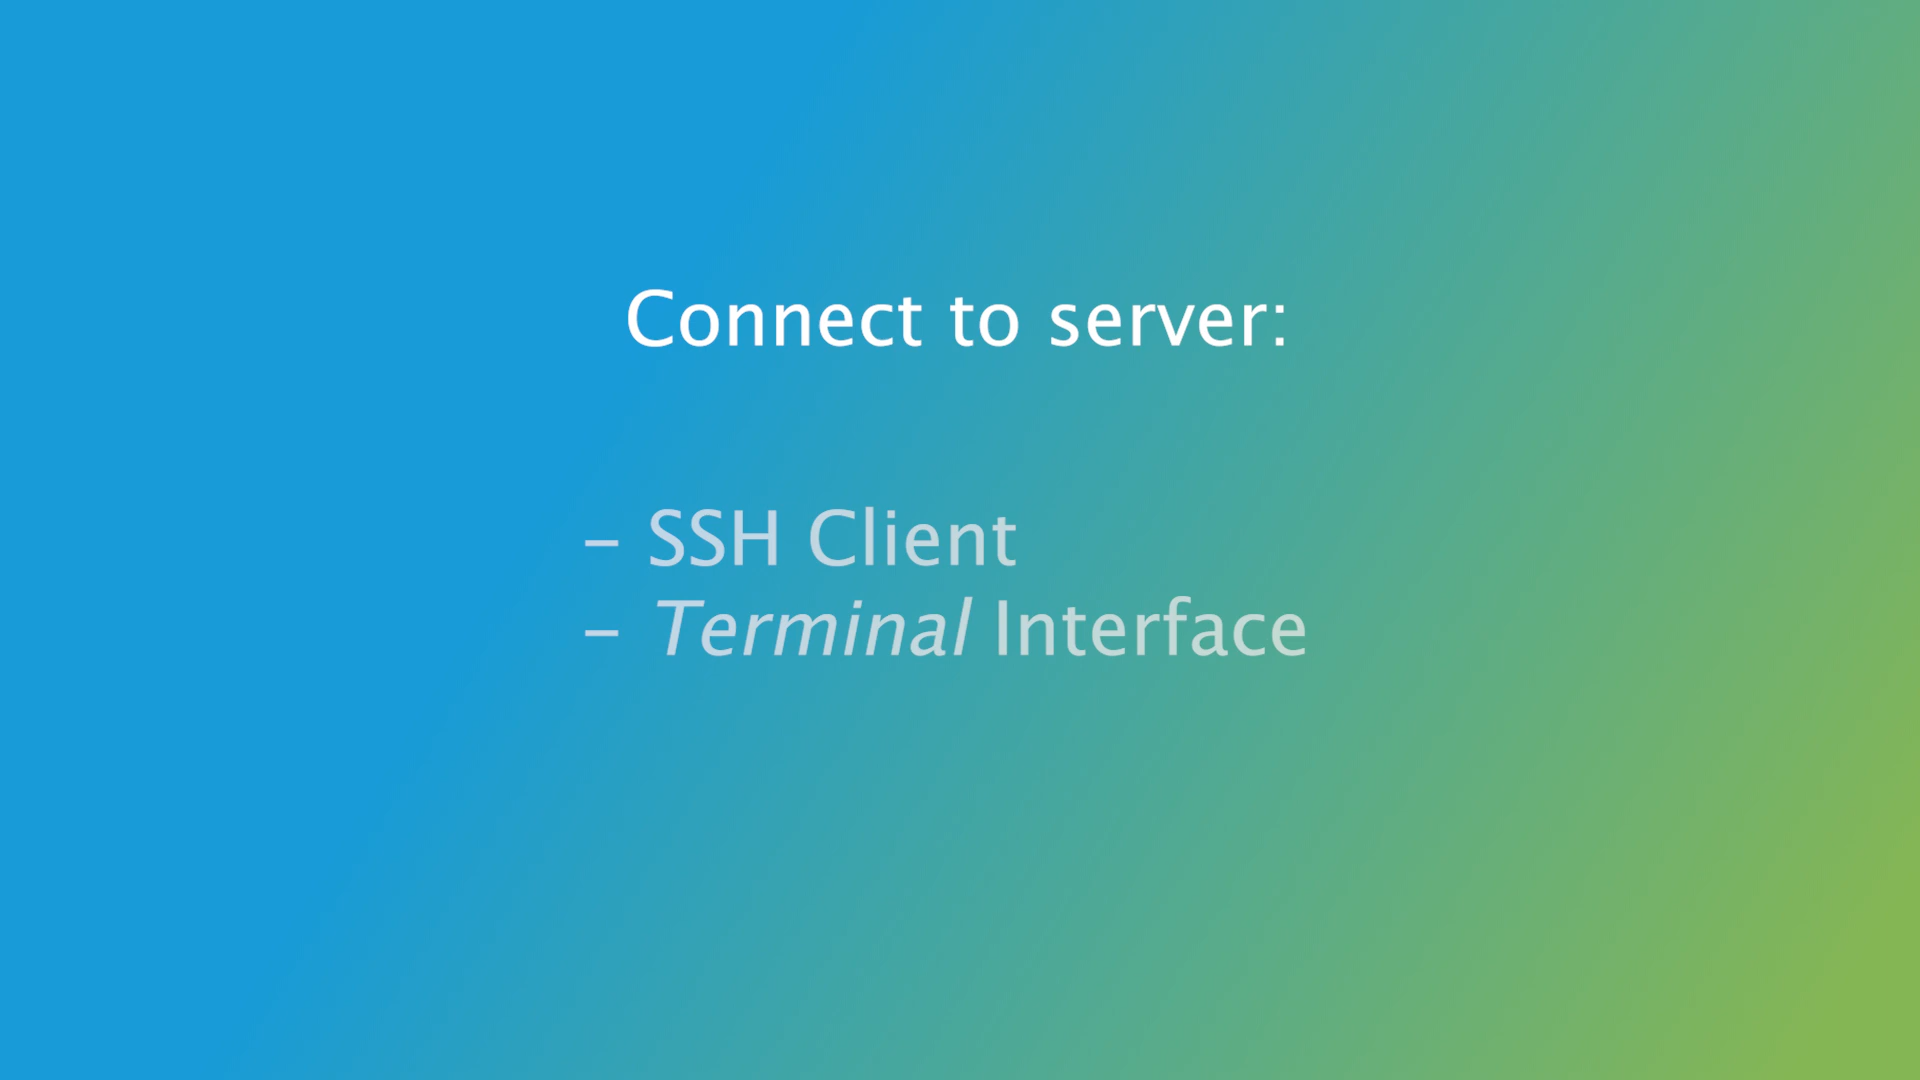 Connect to server:
– SSH Client
– Terminal Interface